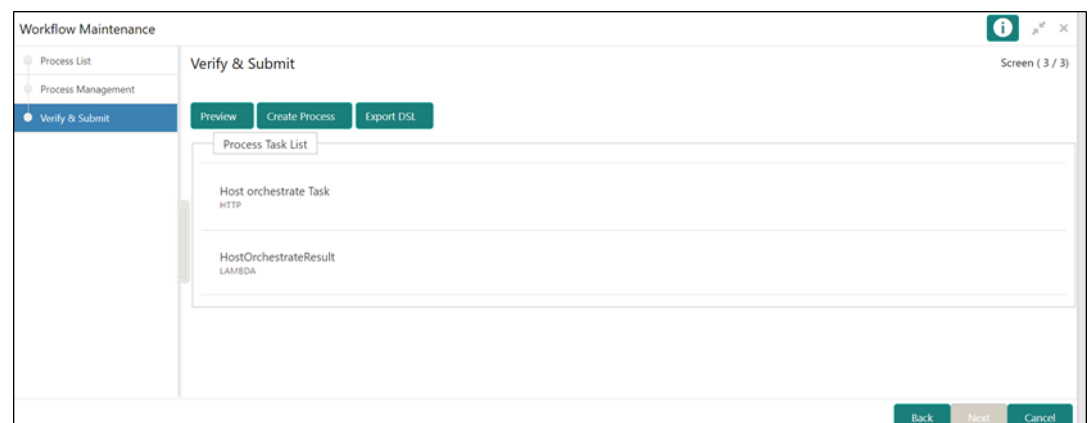 Workflow Maintenance
i
Process List
Process Management
Verify & Submit
Verify & Submit
Screen ( 3 / 3)
Preview
Create Process
Export DSL
Process Task List
Host orchestrate Task
HTTP
HostOrchestrateResult
LAMBDA
Back
Next
Cancel